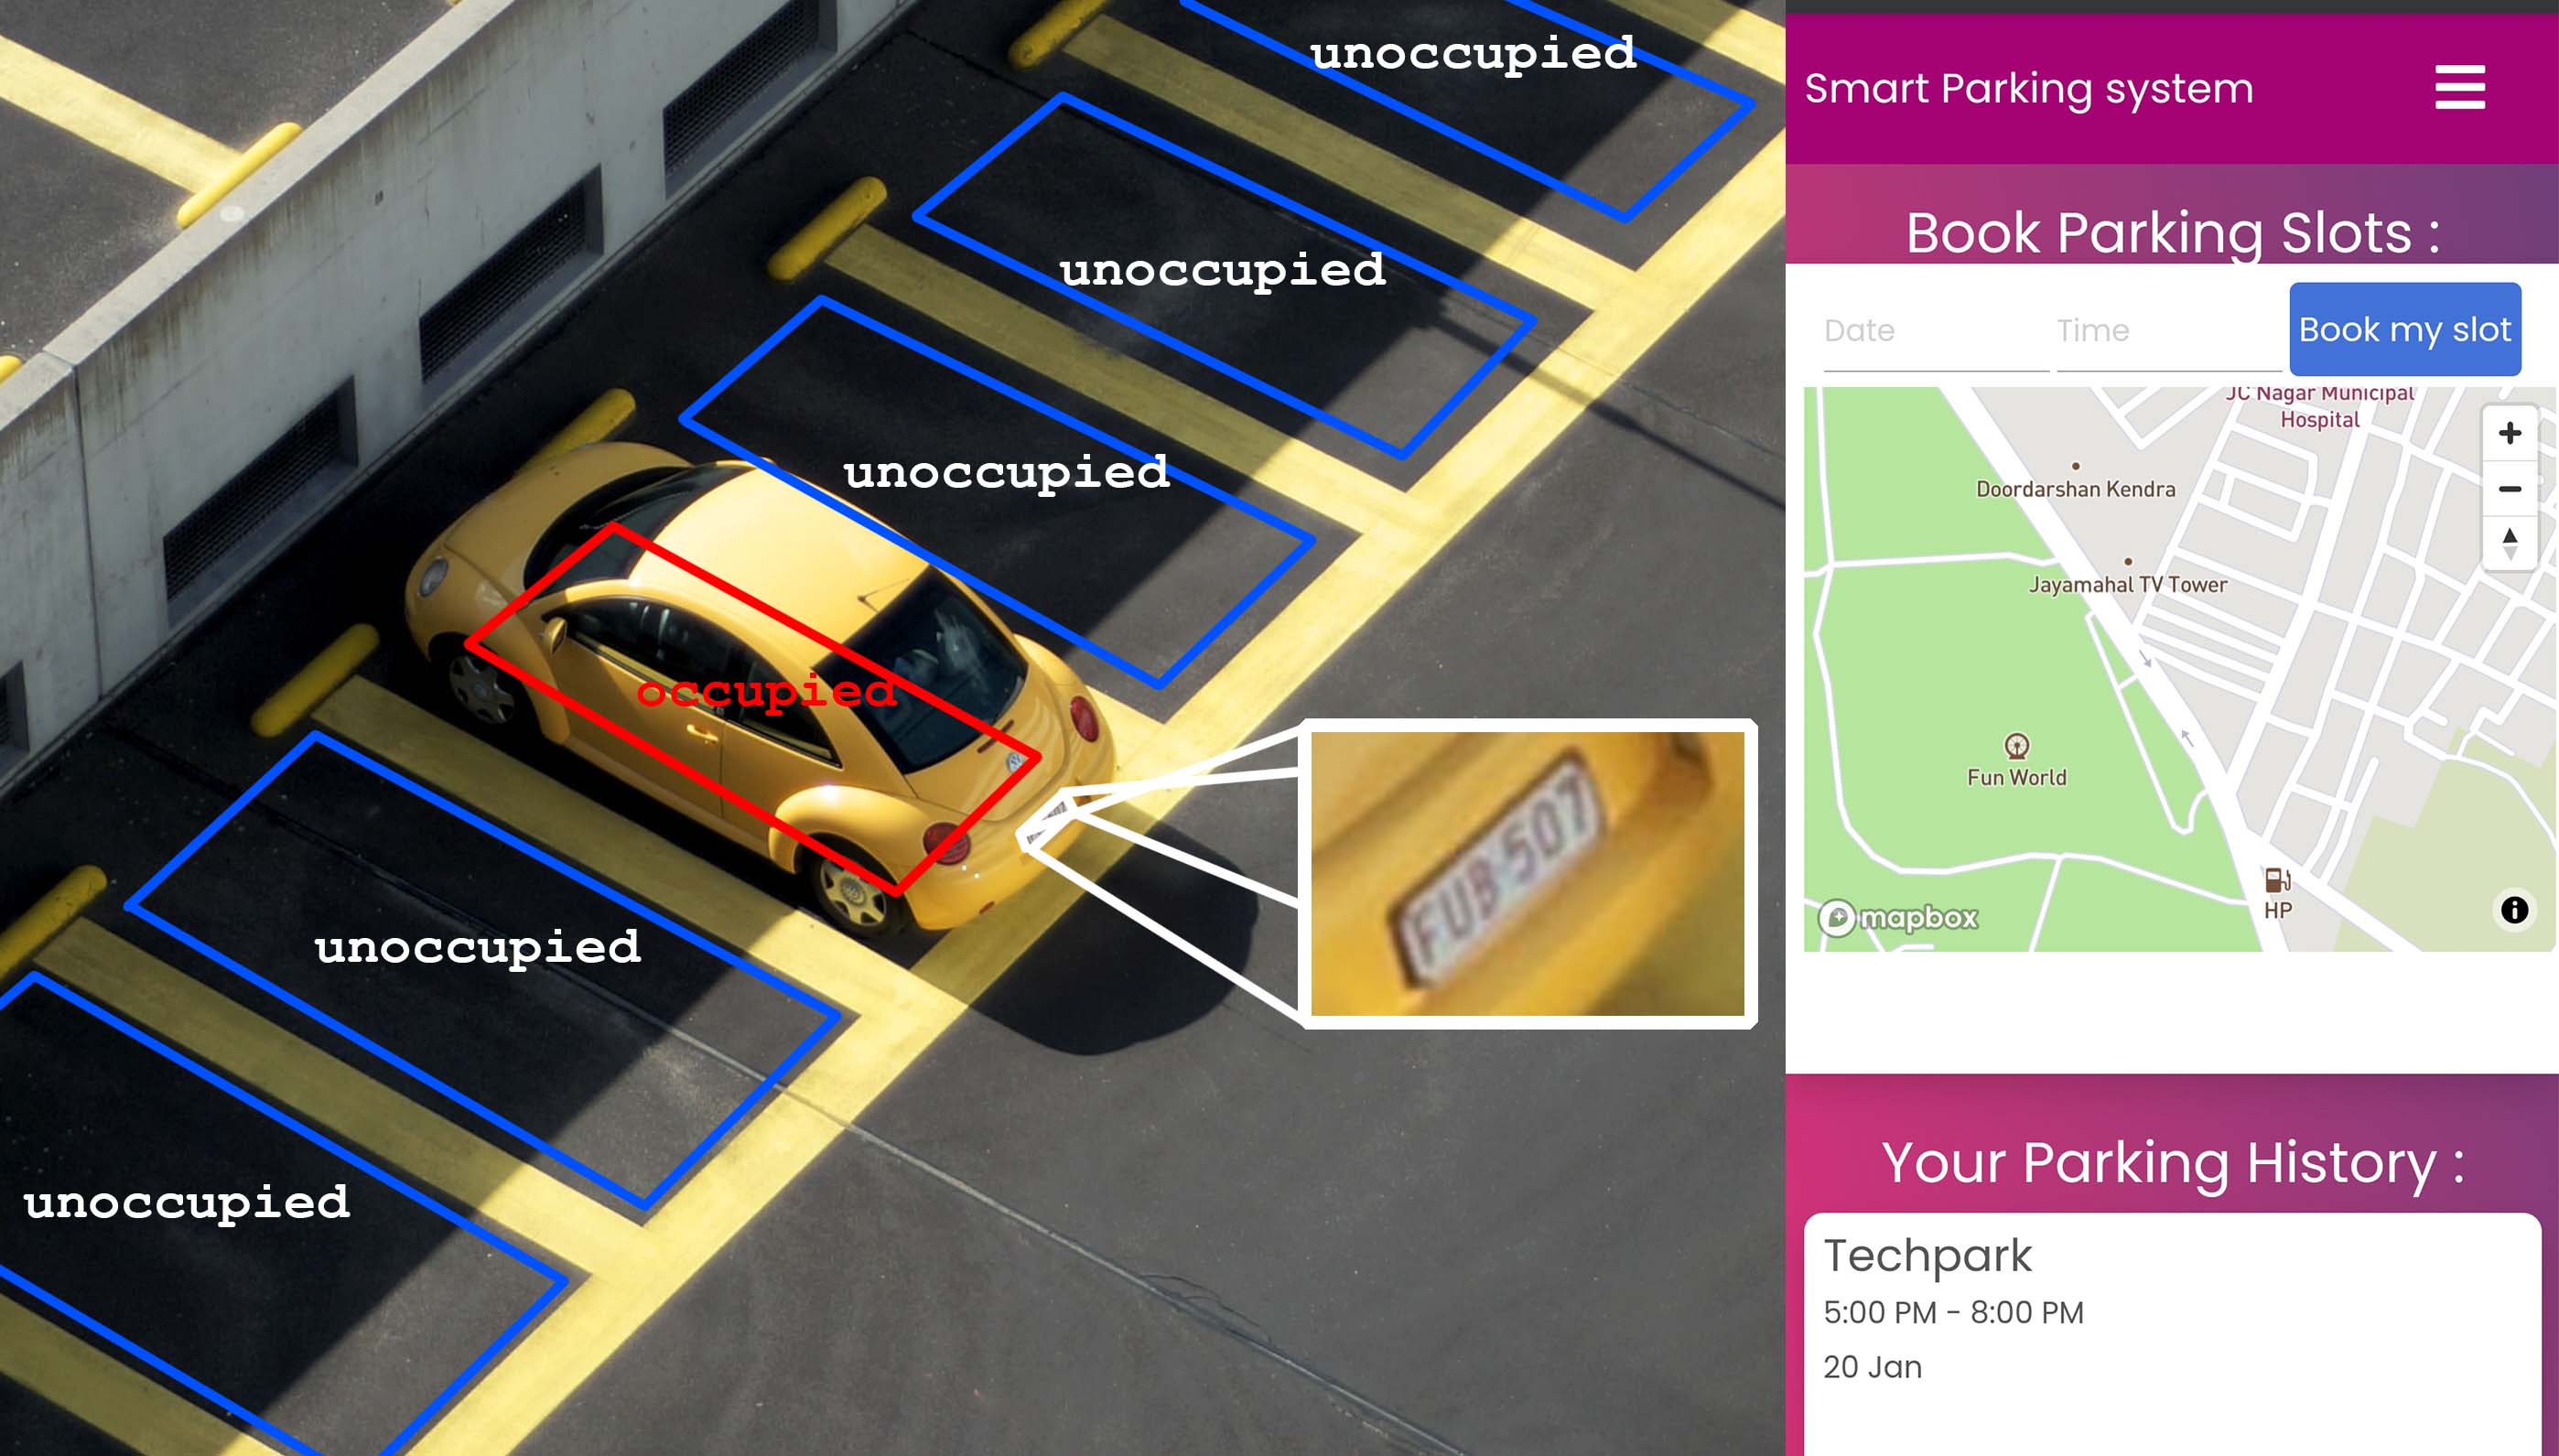 unoccupied
unoccupied
unoccupied
occupied
FUB 507
unoccupied
unoccupied
Smart Parking system
Book Parking Slots :
Date
Time
Book my slot
JC Nagar Municipal
Hospital
Doordarshan Kendra
Jayamahal TV Tower
Fun World
HP
mapbox
Your Parking History :
Techpark
5:00 PM - 8:00 PM
20 Jan